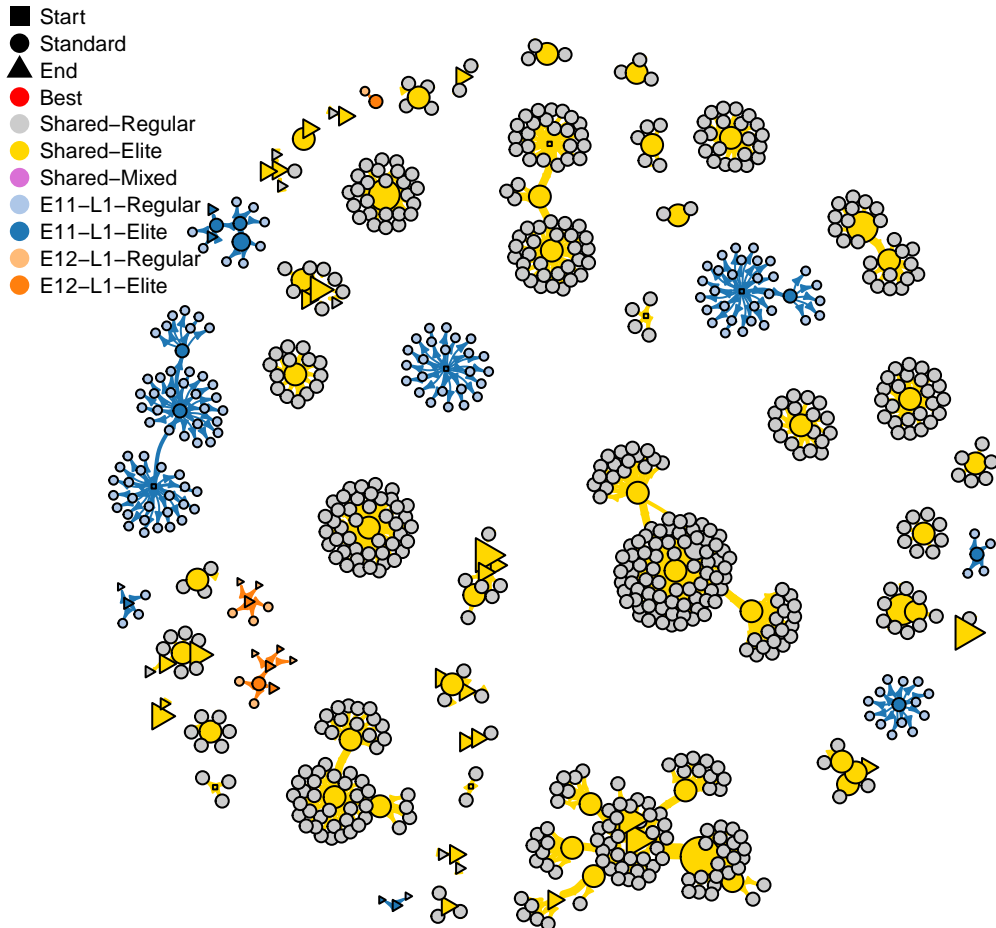 Start
Standard
End
Best
Shared−Regular
Shared−Elite
Shared−Mixed
E11−L1−Regular
E11−L1−Elite
E12−L1−Regular
E12−L1−Elite